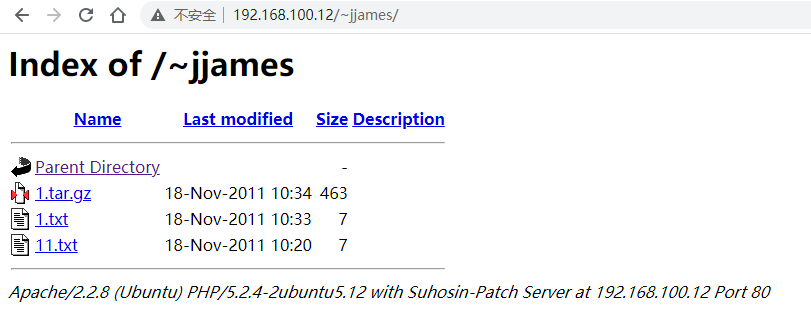 不安全 | 192.168.100.12/~jjames/
Index of /~jjames
Name Last modified Size Description
Parent Directory -
1.tar.gz 18-Nov-2011 10:34 463
1.txt 18-Nov-2011 10:33 7
11.txt 18-Nov-2011 10:20 7
Apache/2.2.8 (Ubuntu) PHP/5.2.4-2ubuntu5.12 with Suhosin-Patch Server at 192.168.100.12 Port 80